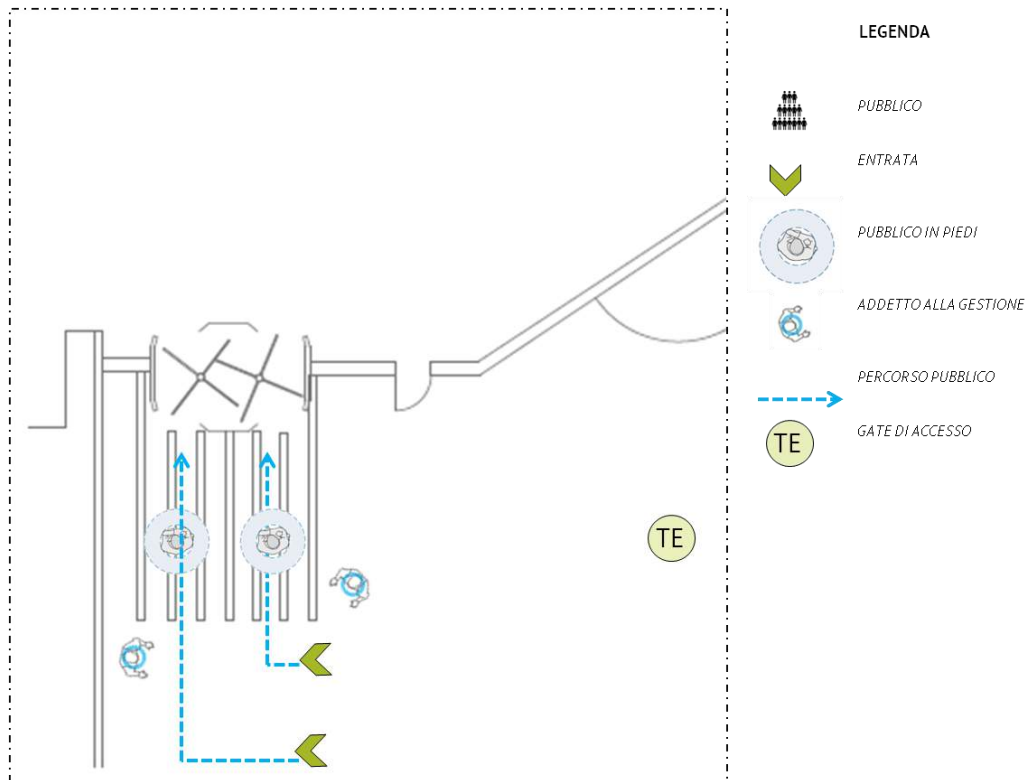 LEGENDA
PUBBLICO
ENTRATA
PUBBLICO IN PIEDI
ADDETTO ALLA GESTIONE
PERCORSO PUBBLICO
GATE DI ACCESSO
TE
TE